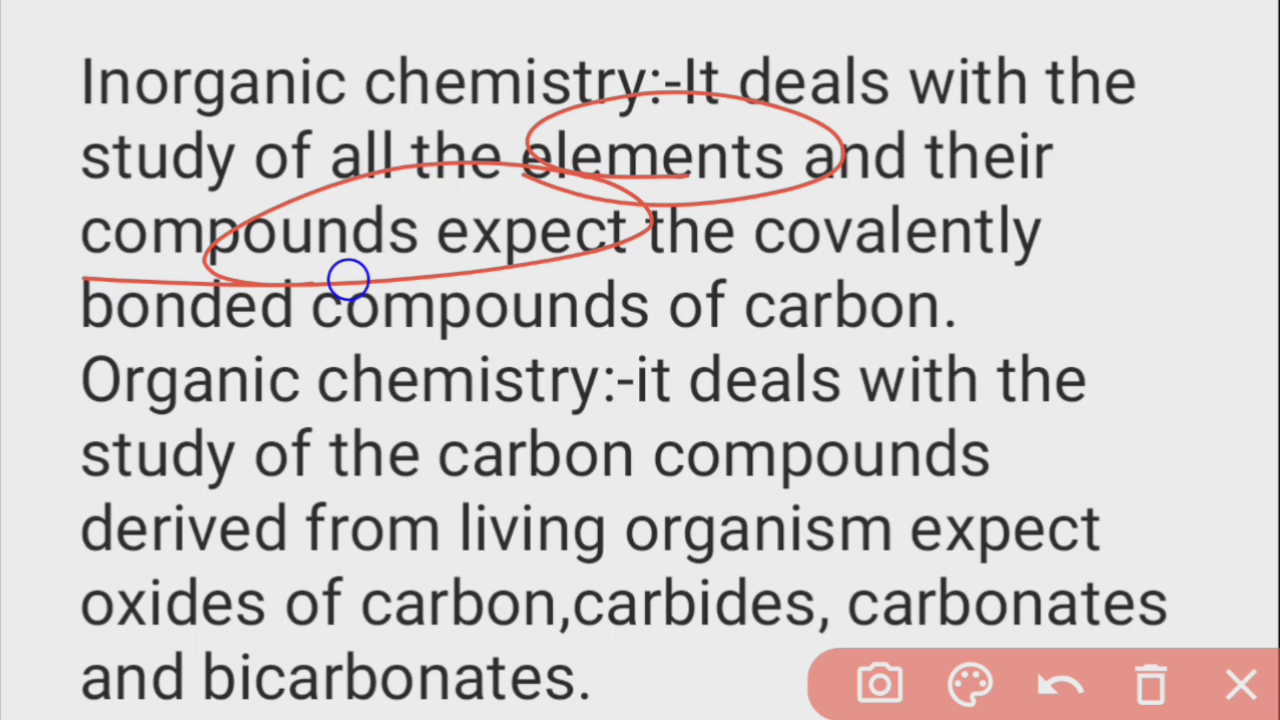 Inorganic chemistry:-It deals with the
study of all the elements and their
compounds expect the covalently
bonded compounds of carbon.
Organic chemistry:-it deals with the
study of the carbon compounds
derived from living organism expect
oxides of carbon,carbides, carbonates
and bicarbonates.